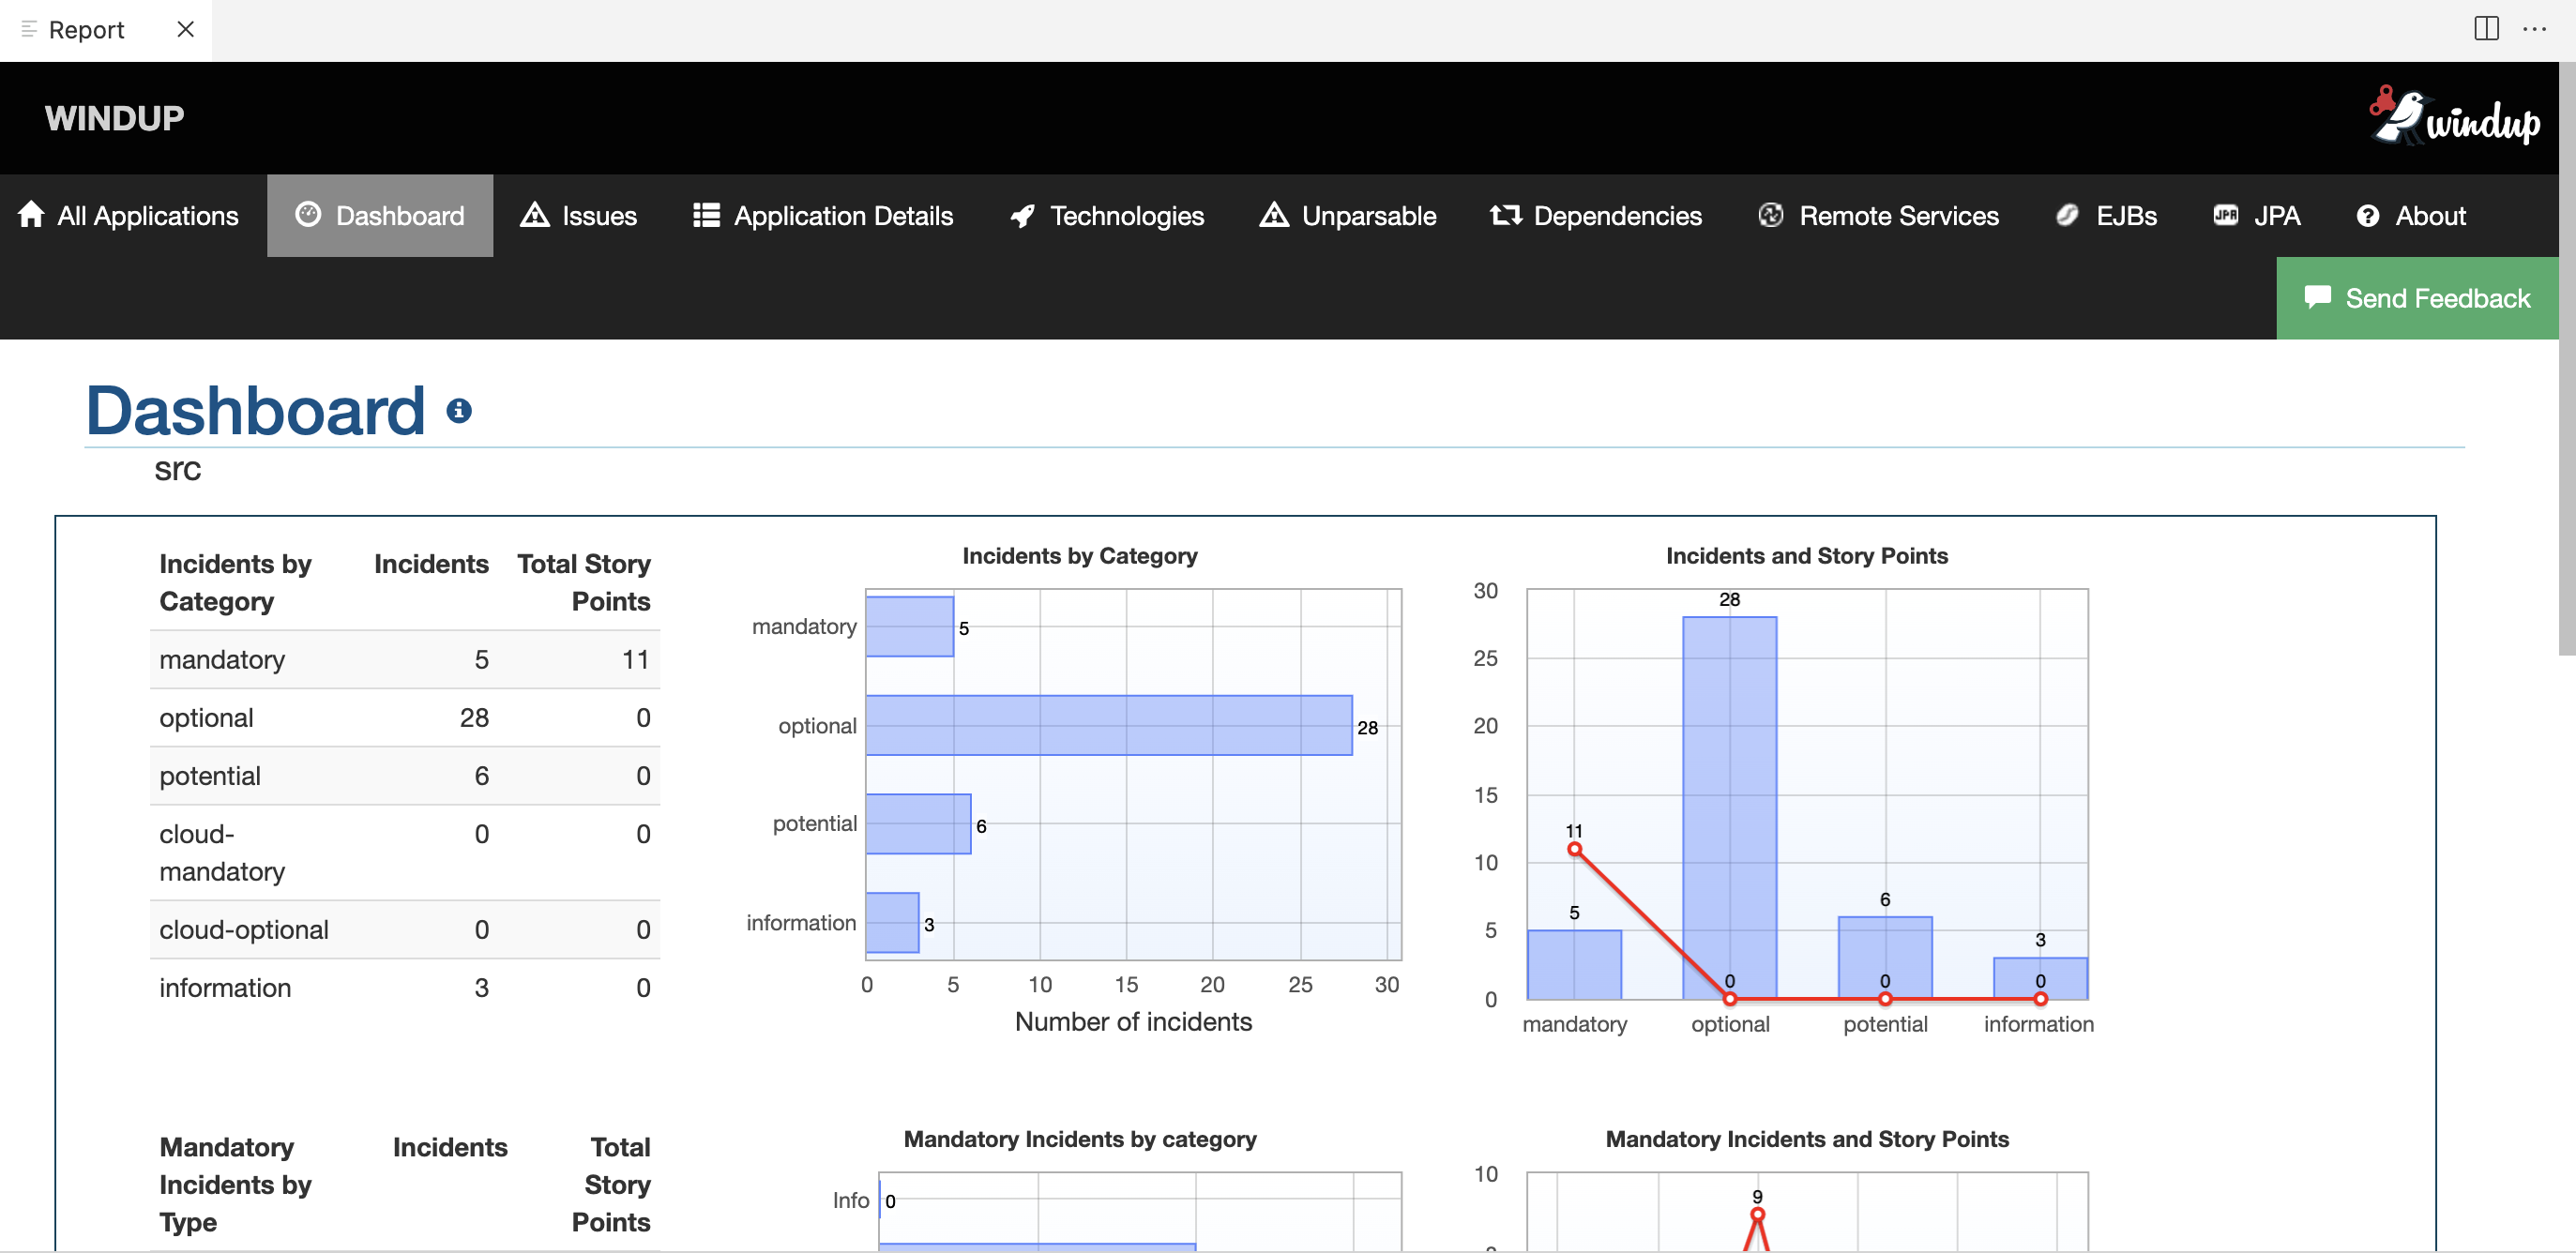 Report
WINDUP
windup
All Applications
Dashboard
Issues
Application Details
Technologies
Unparsable
Dependencies
Remote Services
EJBs
JPA
JPA
About
Send Feedback
Dashboard
src
Incidents by Category Incidents Total Story Points
mandatory 5 11
optional 28 0
potential 6 0
cloud-mandatory 0 0
cloud-optional 0 0
information 3 0
Incidents by Category
mandatory 5
optional 28
potential 6
information 3
0 5 10 15 20 25 30
Number of incidents
Incidents and Story Points
30
25
20
15
10
5
0
28
11
5
6
3
0 0 0
mandatory optional potential information
Mandatory Incidents by Type Incidents Total Story Points
Mandatory Incidents by category
Info 0
Mandatory Incidents and Story Points
10
9